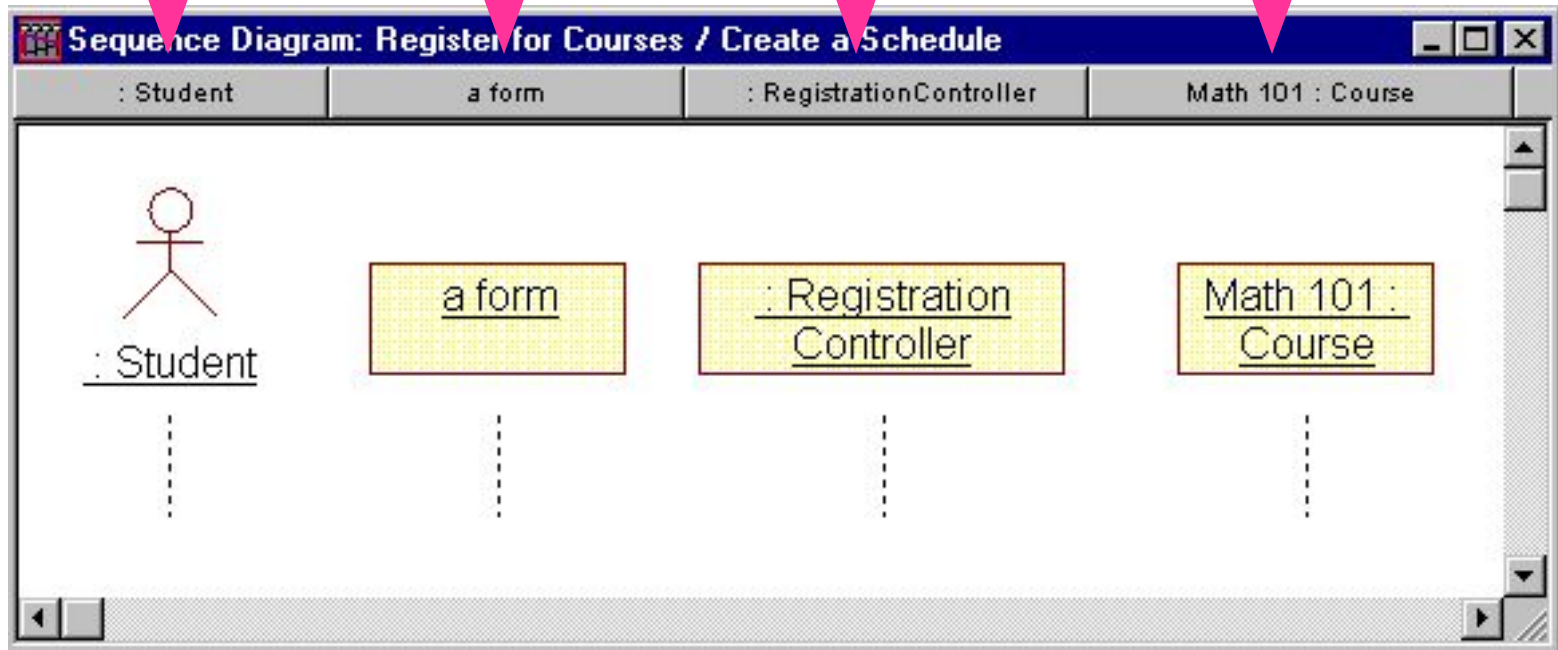 Sequence Diagram: Register for Courses / Create a Schedule
: Student
a form
: RegistrationController
Math 101 : Course
: Student
a form
: Registration
Controller
Math 101 :
Course